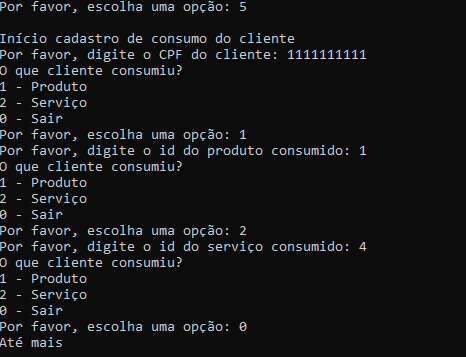 Por favor, escolha uma opção: 5
Início cadastro de consumo do cliente
Por favor, digite o CPF do cliente: 1111111111
O que cliente consumiu?
1 - Produto
2 - Serviço
0 - Sair
Por favor, escolha uma opção: 1
Por favor, digite o id do produto consumido: 1
O que cliente consumiu?
1 - Produto
2 - Serviço
0 - Sair
Por favor, escolha uma opção: 2
Por favor, digite o id do serviço consumido: 4
O que cliente consumiu?
1 - Produto
2 - Serviço
0 - Sair
Por favor, escolha uma opção: 0
Até mais